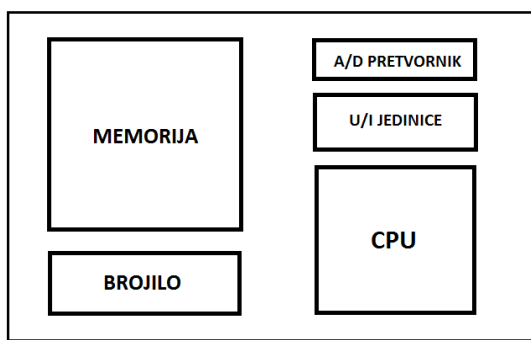 MEMORIJA
BROJILO
A/D PRETVORNIK
U/I JEDINICE
CPU